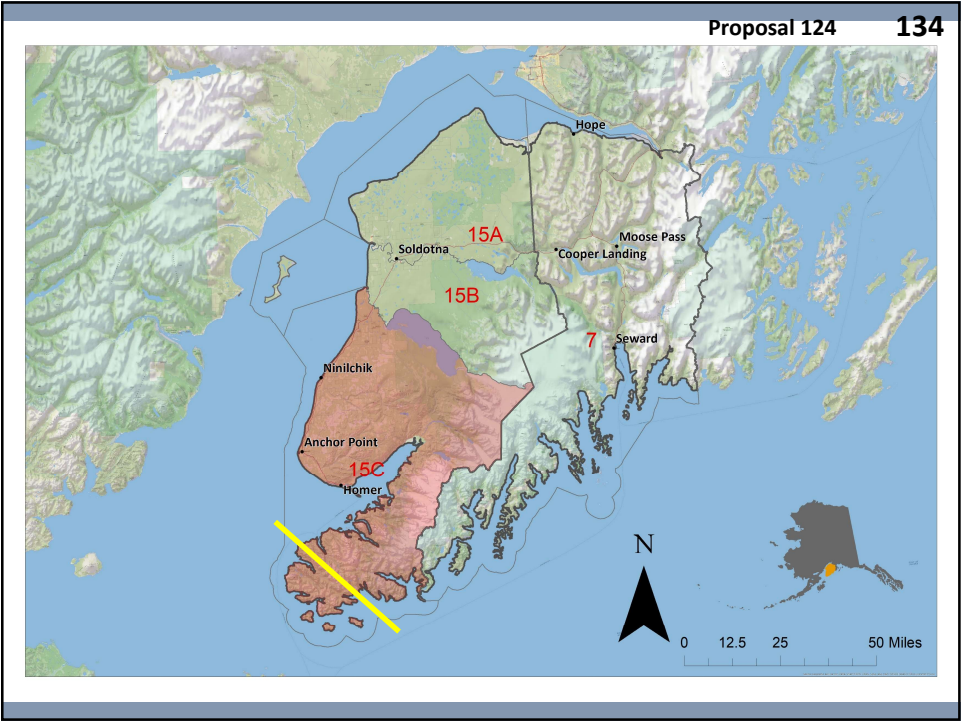 Proposal 124 134
Hope
15A
Moose Pass
Soldotna
Cooper Landing
15B
7
Seward
Ninilchik
Anchor Point
15C
Homer
N
0 12.5 25 50 Miles